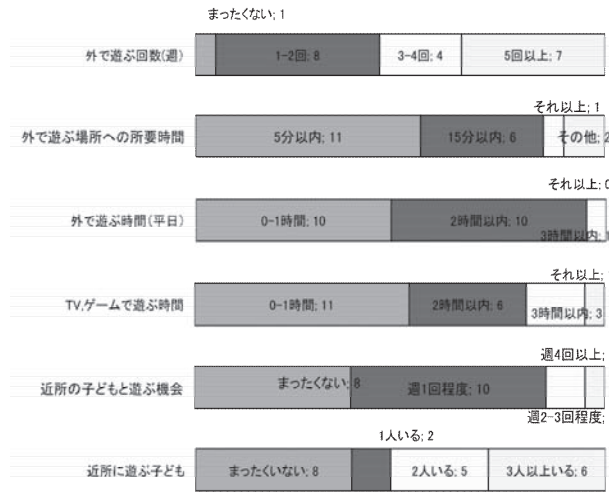 まったくない; 1
外で遊ぶ回数(週)
1-2回; 8
3-4回; 4
5回以上; 7
それ以上; 1
外で遊ぶ場所への所要時間
5分以内; 11
15分以内; 6
その他; 2
それ以上; 0
外で遊ぶ時間(平日)
0-1時間; 10
2時間以内; 10
3時間以内; 1
それ以上;
TV,ゲームで遊ぶ時間
0-1時間; 11
2時間以内; 6
3時間以内; 3
週4回以上;
近所の子どもと遊ぶ機会
まったくない; 8
週1回程度; 10
週2-3回程度;
1人いる; 2
近所に遊ぶ子ども
まったくいない; 8
2人いる; 5
3人以上いる; 6